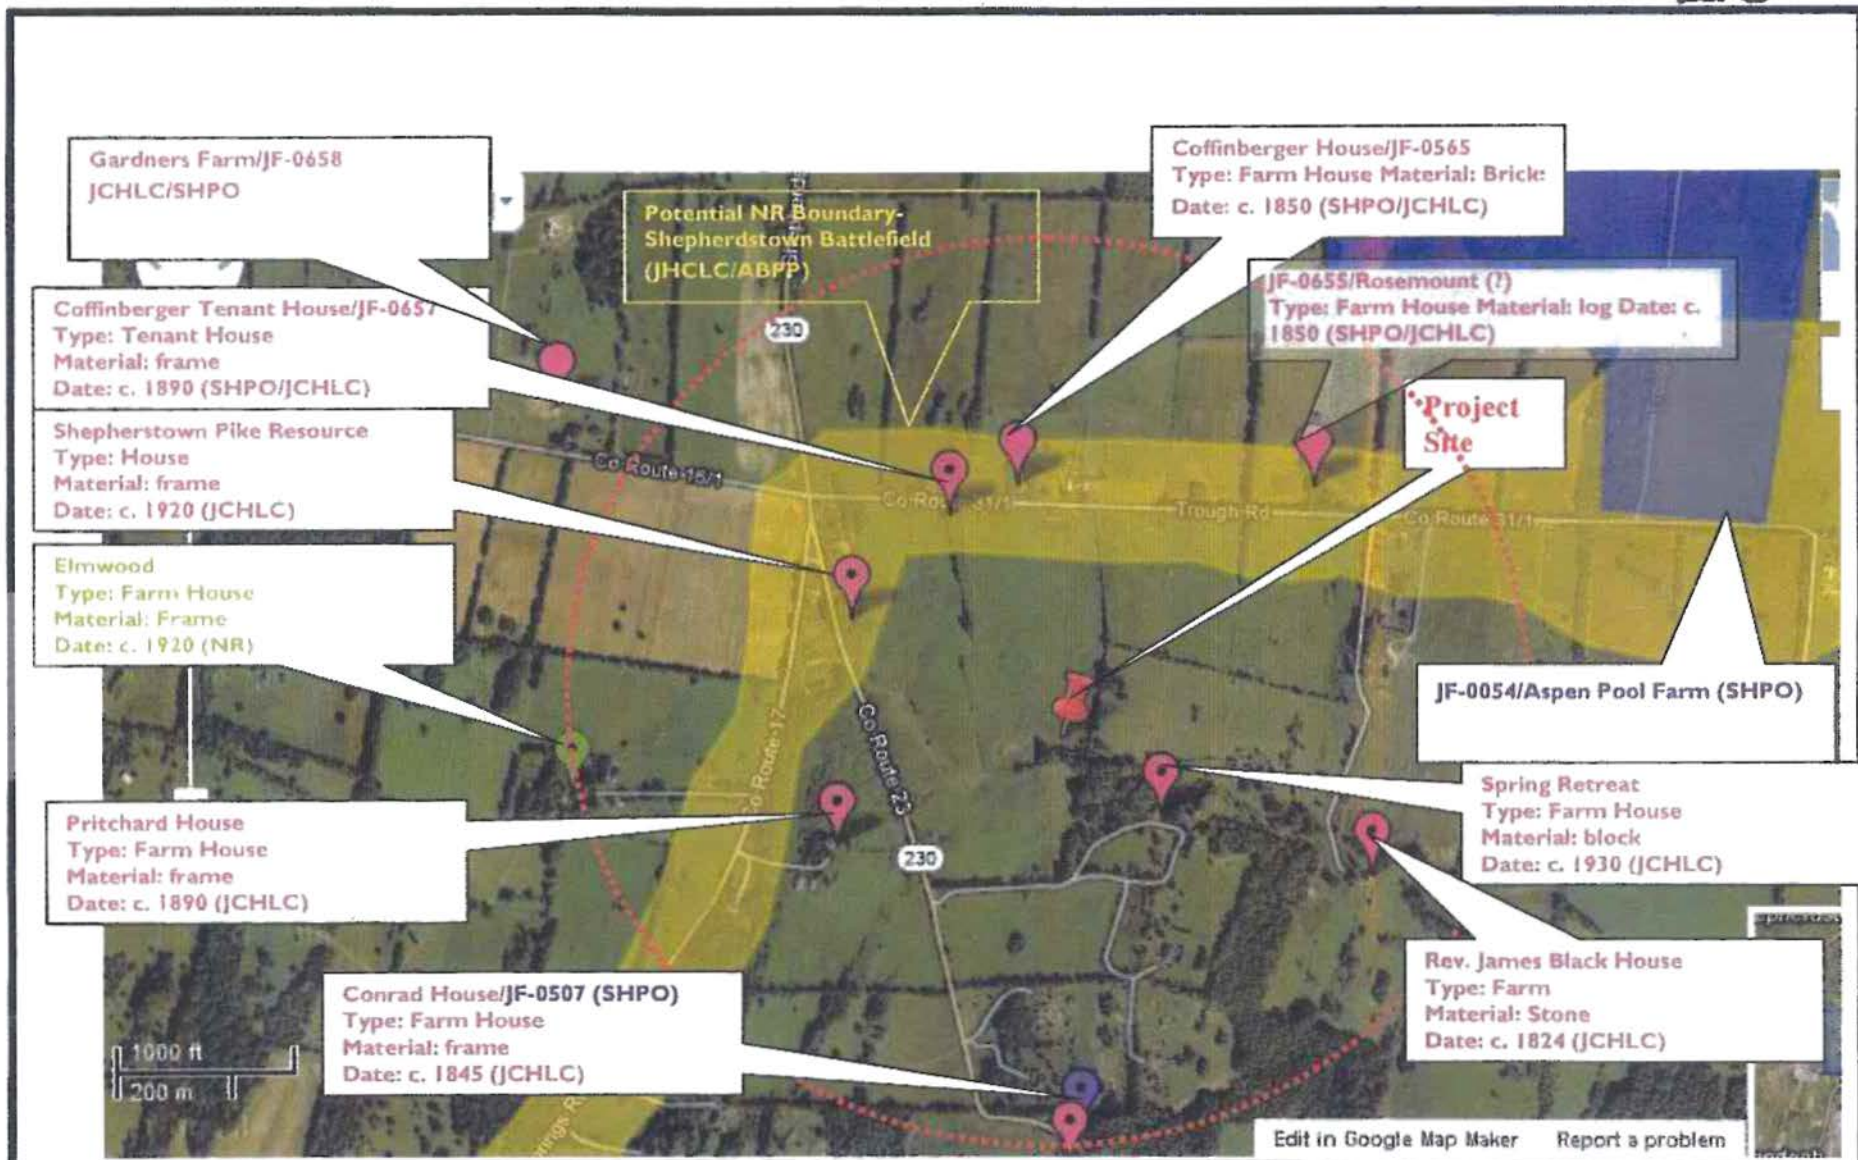 Gardners Farm/JF-0658
JCHLC/SHPO
Coffinberger House/JF-0565
Type: Farm House Material: Brick:
Date: c. 1850 (SHPO/JCHLC)
Potential NR Boundary-
Shepherdstown Battlefield
(JHCLC/ABPP)
JF-0655/Rosemount (?)
Type: Farm House Material: log Date: c.
1850 (SHPO/JCHLC)
Coffinberger Tenant House/JF-0657
Type: Tenant House
Material: frame
Date: c. 1890 (SHPO/JCHLC)
230
Project
Site
Shepherstown Pike Resource
Type: House
Material: frame
Date: c. 1920 (JCHLC)
Co Route 16/1
Co Route 31/1
Trough Rd
Co Route 31/1
Elmwood
Type: Farm House
Material: Frame
Date: c. 1920 (NR)
JF-0054/Aspen Pool Farm (SHPO)
Co Route 17
Co Route 23
Spring Retreat
Type: Farm House
Material: block
Date: c. 1930 (JCHLC)
Pritchard House
Type: Farm House
Material: frame
Date: c. 1890 (JCHLC)
230
Rev. James Black House
Type: Farm
Material: Stone
Date: c. 1824 (JCHLC)
Conrad House/JF-0507 (SHPO)
Type: Farm House
Material: frame
Date: c. 1845 (JCHLC)
1000 ft
200 m
Edit in Google Map Maker
Report a problem